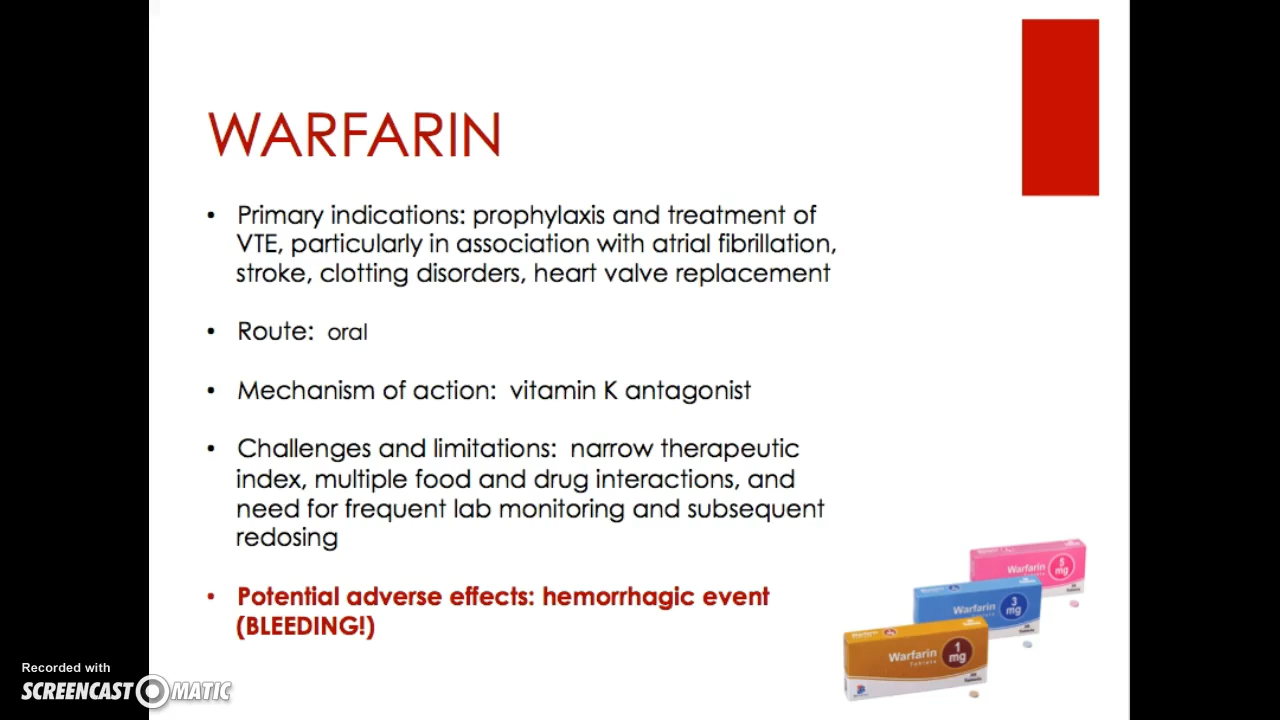 WARFARIN
• Primary indications: prophylaxis and treatment of
VTE, particularly in association with atrial fibrillation,
stroke, clotting disorders, heart valve replacement
• Route: oral
• Mechanism of action: vitamin K antagonist
• Challenges and limitations: narrow therapeutic
index, multiple food and drug interactions, and
need for frequent lab monitoring and subsequent
redosing
• Potential adverse effects: hemorrhagic event
(BLEEDING!)
Warfarin 5 mg
Warfarin 3 mg
Warfarin
Warfarin 1 mg
Tablets
Recorded with
SCREENCAST-O-MATIC